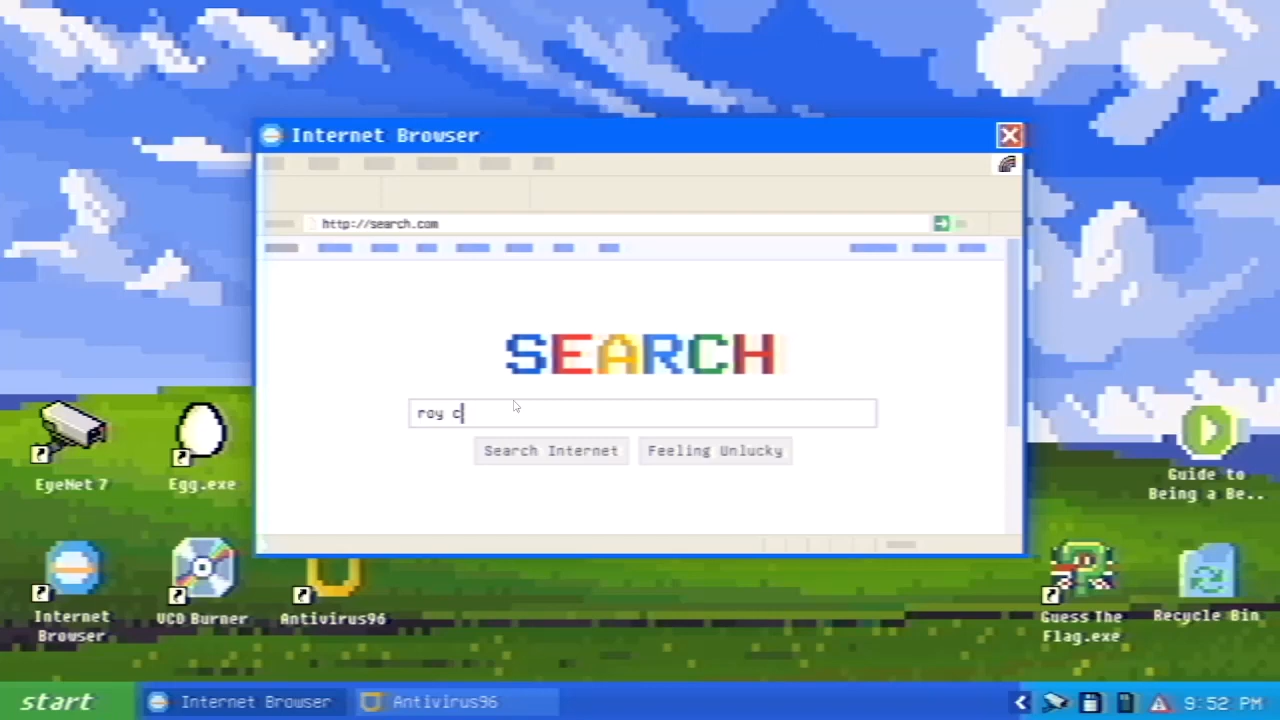 Internet Browser
http://search.com
SEARCH
roy c
Search Internet
Feeling Unlucky
EyeNet 7
Egg.exe
Guide to
Being a Be..
Internet
Browser
VCD Burner
Antivirus96
Guess The
Flag.exe
Recycle Bin
start
Internet Browser
Antivirus96
9:52 PM